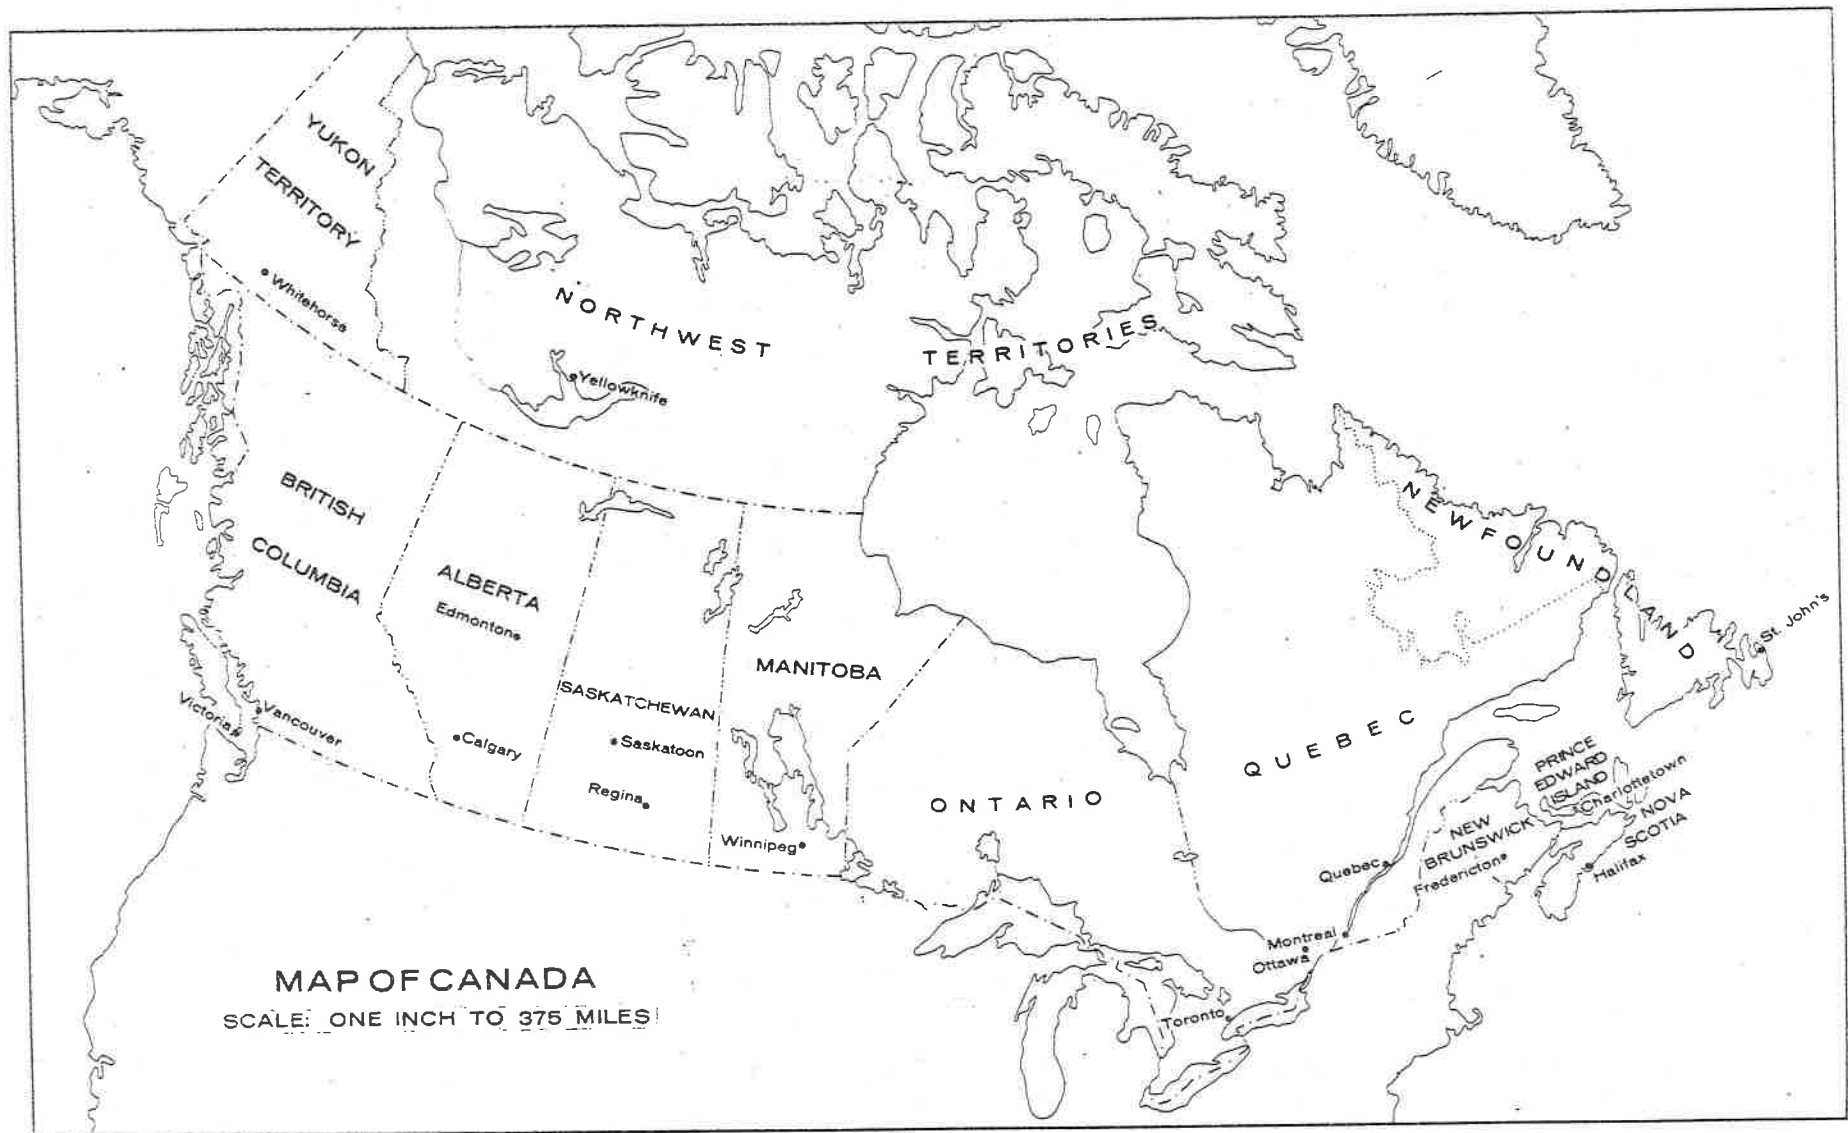 YUKON
TERRITORY
Whitehorse
NORTHWEST
TERRITORIES
Yellowknife
BRITISH
COLUMBIA
ALBERTA
Edmonton
NEWFOUNDLAND
St. John's
MANITOBA
SASKATCHEWAN
Victoria
Vancouver
Calgary
Saskatoon
Regina
Winnipeg
ONTARIO
QUEBEC
PRINCE
EDWARD
ISLAND
Charlottetown
NOVA
SCOTIA
Halifax
NEW
BRUNSWICK
Fredericton
Quebec
Montreal
Ottawa
Toronto
MAP OF CANADA
SCALE: ONE INCH TO 375 MILES